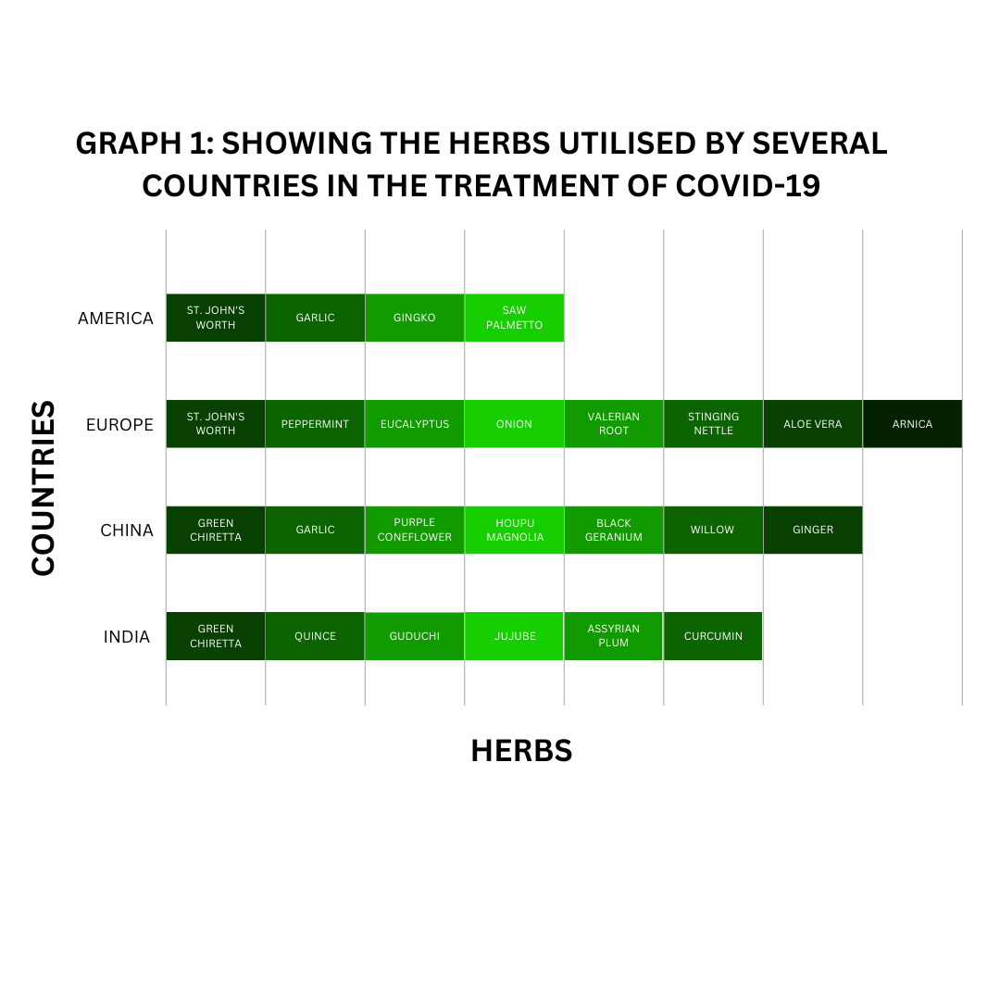 GRAPH 1: SHOWING THE HERBS UTILISED BY SEVERAL
COUNTRIES IN THE TREATMENT OF COVID-19
COUNTRIES
AMERICA
ST. JOHN'S
WORTH
GARLIC
GINGKO
SAW
PALMETTO
EUROPE
ST. JOHN'S
WORTH
PEPPERMINT
EUCALYPTUS
ONION
VALERIAN
ROOT
STINGING
NETTLE
ALOE VERA
ARNICA
CHINA
GREEN
CHIRETTA
GARLIC
PURPLE
CONEFLOWER
HOUPU
MAGNOLIA
BLACK
GERANIUM
WILLOW
GINGER
INDIA
GREEN
CHIRETTA
QUINCE
GUDUCHI
JUJUBE
ASSYRIAN
PLUM
CURCUMIN
HERBS